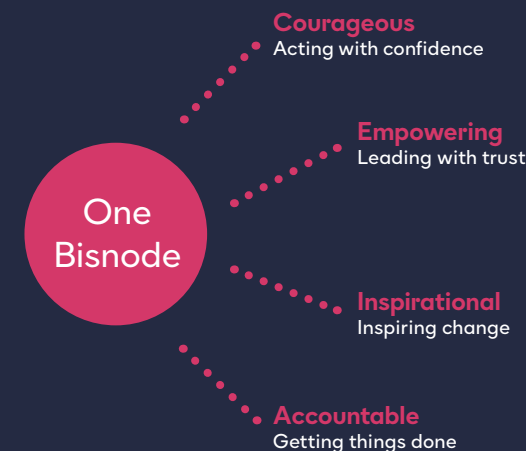 Courageous
Acting with confidence
Empowering
Leading with trust
One
Bisnode
Inspirational
Inspiring change
Accountable
Getting things done